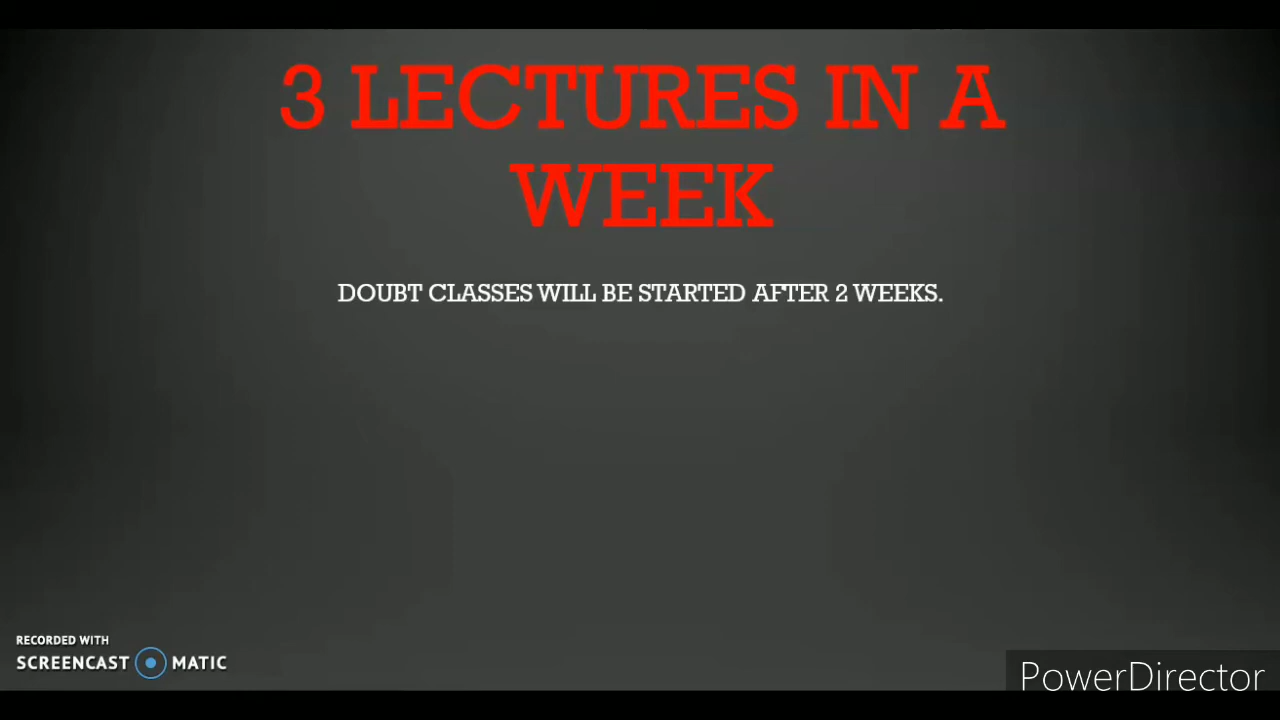 3 LECTURES IN A
WEEK
DOUBT CLASSES WILL BE STARTED AFTER 2 WEEKS.
RECORDED WITH
SCREENCAST MATIC
PowerDirector